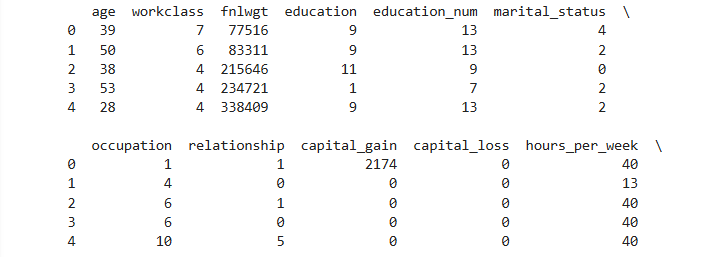 age workclass fnlwgt education education_num marital_status \
0 39 7 77516 9 13 4
1 50 6 83311 9 13 2
2 38 4 215646 11 9 0
3 53 4 234721 1 7 2
4 28 4 338409 9 13 2
occupation relationship capital_gain capital_loss hours_per_week \
0 1 1 2174 0 40
1 4 0 0 0 13
2 6 1 0 0 40
3 6 0 0 0 40
4 10 5 0 0 40